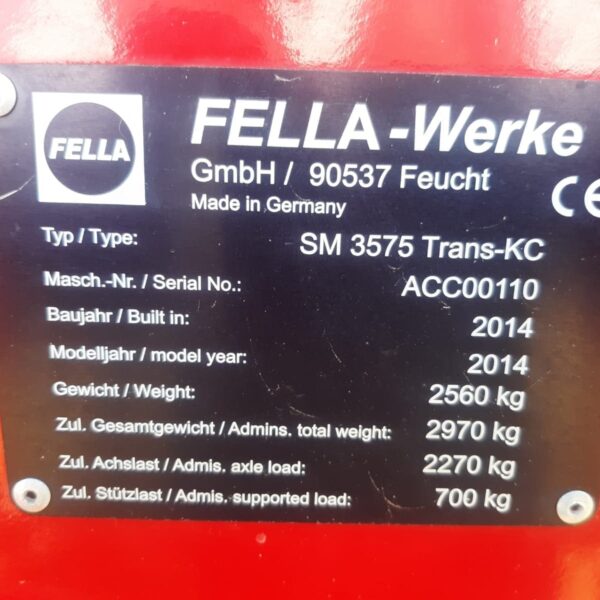 FELLA
FELLA-Werke
GmbH / 90537 Feucht
Made in Germany
CE
Typ / Type: SM 3575 Trans-KC
Masch.-Nr. / Serial No.: ACC00110
Baujahr / Built in: 2014
Modelljahr / model year: 2014
Gewicht / Weight: 2560 kg
Zul. Gesamtgewicht / Admins. total weight: 2970 kg
Zul. Achslast / Admis. axle load: 2270 kg
Zul. Stützlast / Admis. supported load: 700 kg